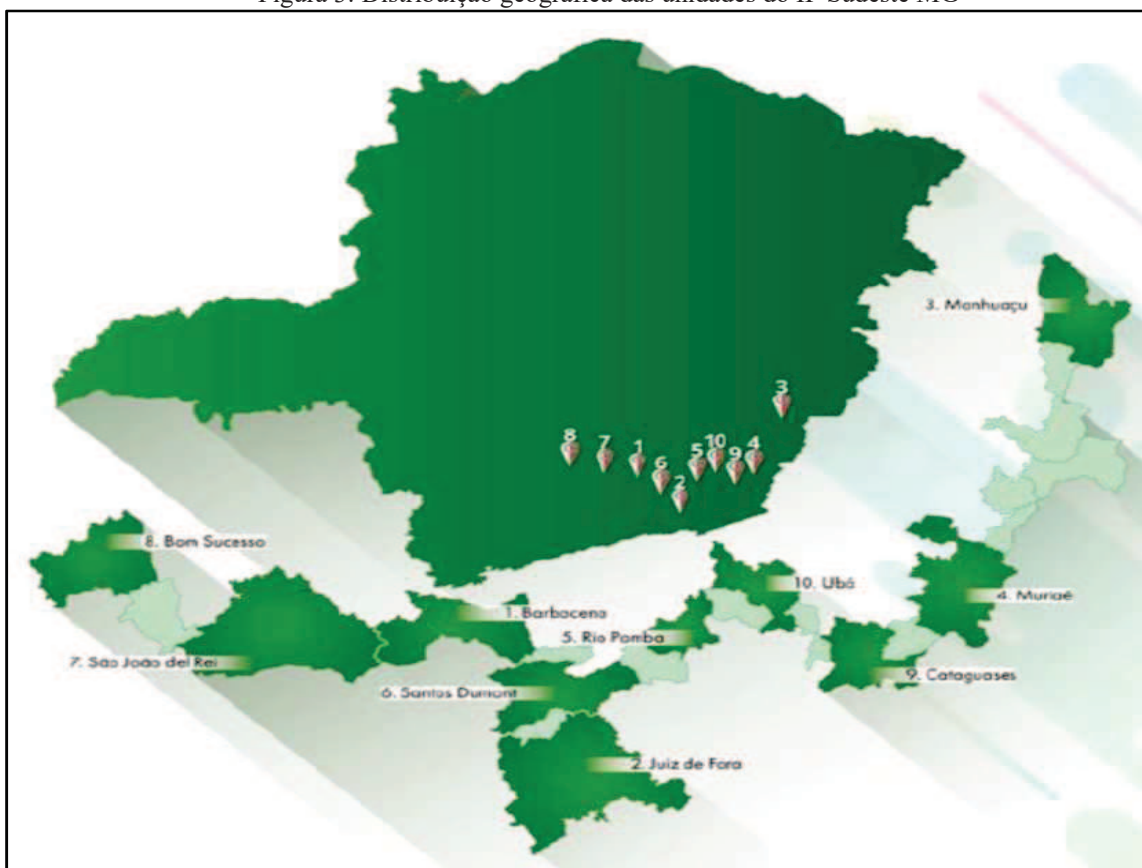 Figura 3: Distribuição geográfica das unidades do IF Sudeste MG
3. Manhuaçu
3
8
7
1
6
2
5
10
9
4
8. Bom Sucesso
10. Ubá
1. Barbacena
4. Muriaé
5. Rio Pomba
7. São João del Rei
9. Cataguases
6. Santos Dumont
2. Juiz de Fora